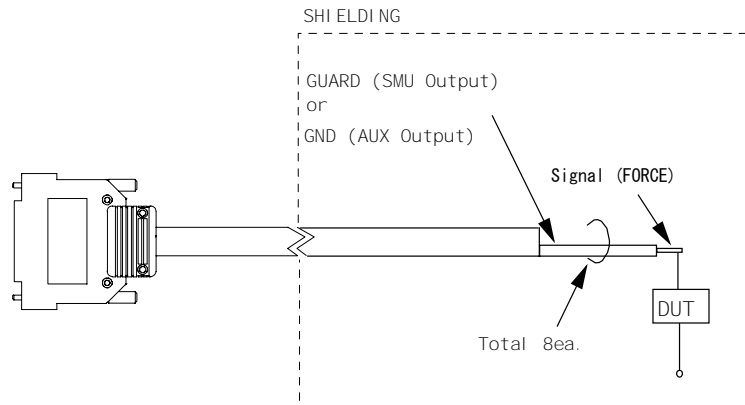 SHIELDING
GUARD (SMU Output)
or
GND (AUX Output)
Signal (FORCE)
DUT
Total 8ea.